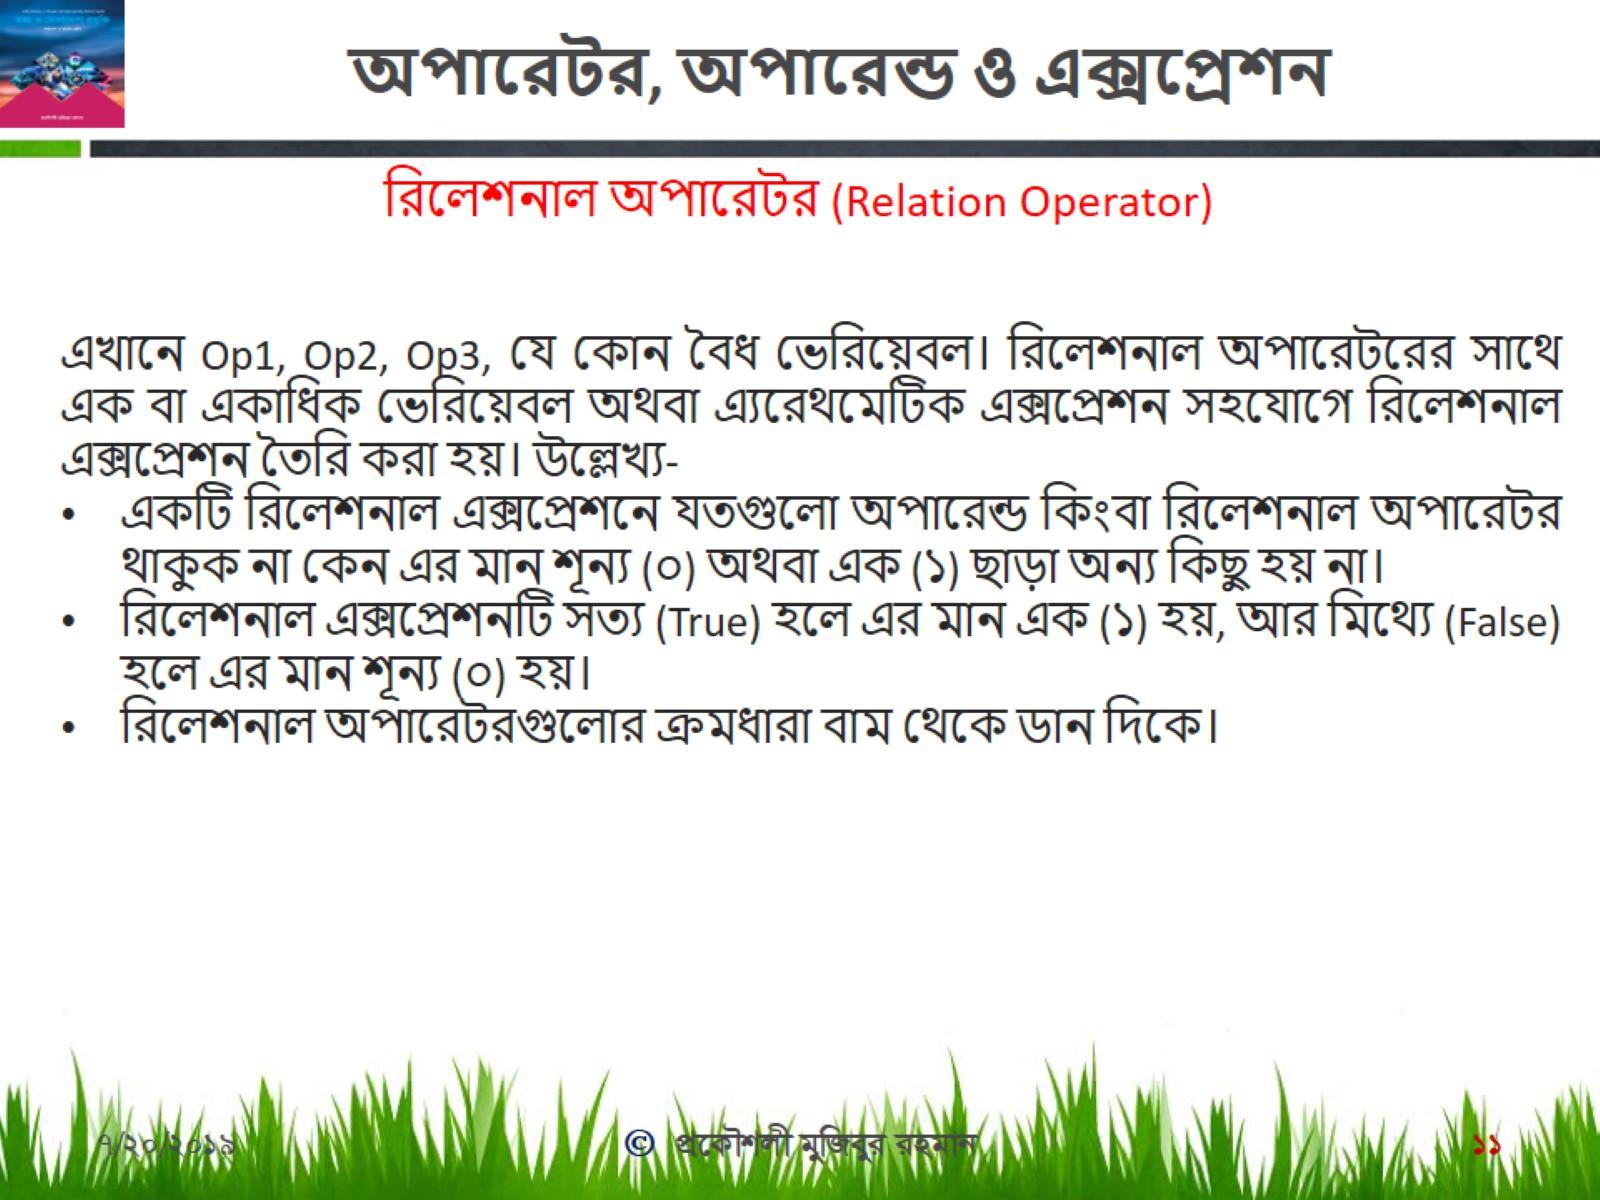 অপারেটর, অপারেন্ড ও এক্সপ্রেশন
রিলেশনাল অপারেটর (Relation Operator)
এখানে Op1, Op2, Op3, যে কোন বৈধ ভেরিয়েবল। রিলেশনাল অপারেটরের সাথে
এক বা একাধিক ভেরিয়েবল অথবা এ্যরেথমেটিক এক্সপ্রেশন সহযোগে রিলেশনাল
এক্সপ্রেশন তৈরি করা হয়। উল্লেখ্য-
• একটি রিলেশনাল এক্সপ্রেশনে যতগুলো অপারেন্ড কিংবা রিলেশনাল অপারেটর
থাকুক না কেন এর মান শূন্য (০) অথবা এক (১) ছাড়া অন্য কিছু হয় না।
• রিলেশনাল এক্সপ্রেশনটি সত্য (True) হলে এর মান এক (১) হয়, আর মিথ্যে (False)
হলে এর মান শূন্য (০) হয়।
• রিলেশনাল অপারেটরগুলোর ক্রমধারা বাম থেকে ডান দিকে।
৭/২০/২০১৯
© প্রকৌশলী মুজিবুর রহমান
১১